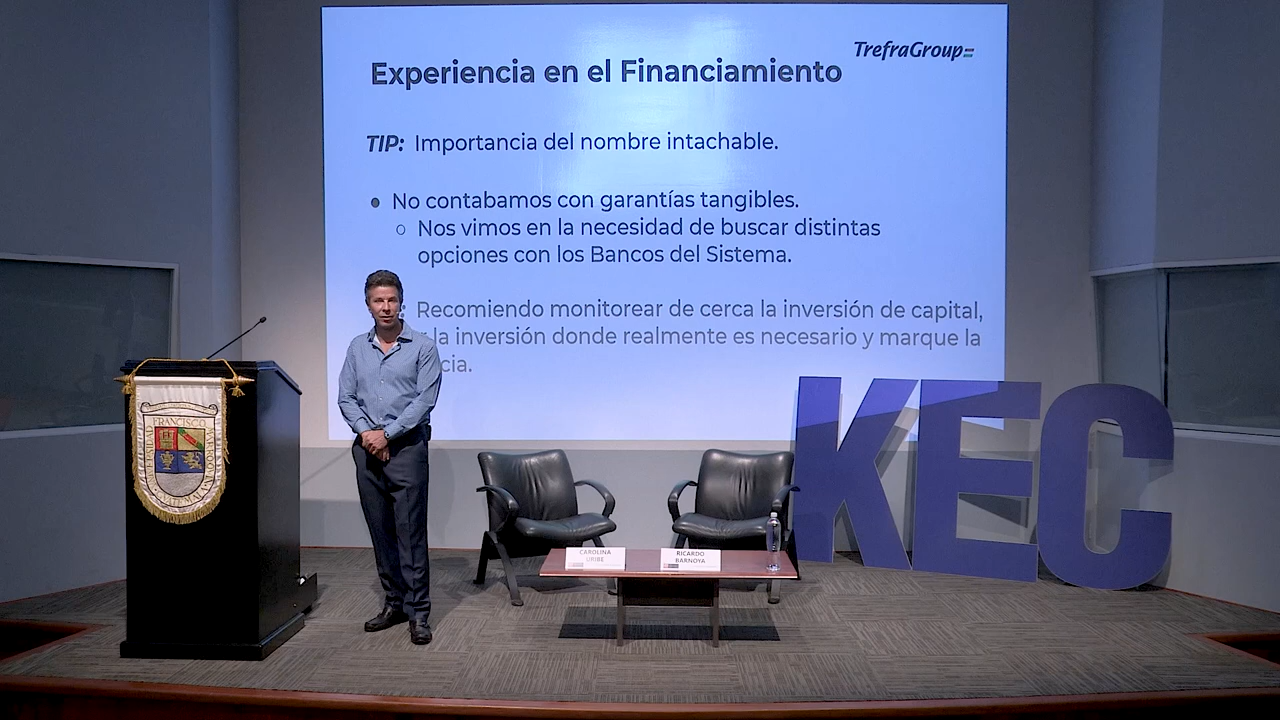 TrefraGroup
Experiencia en el Financiamiento
TIP: Importancia del nombre intachable.
No contabamos con garantías tangibles.
Nos vimos en la necesidad de buscar distintas
opciones con los Bancos del Sistema.
Recomiendo monitorear de cerca la inversión de capital,
la inversión donde realmente es necesario y marque la
cia.
KEC
FRANCISCO
CAROLINA
URIBE
RICARDO
BARNOYA